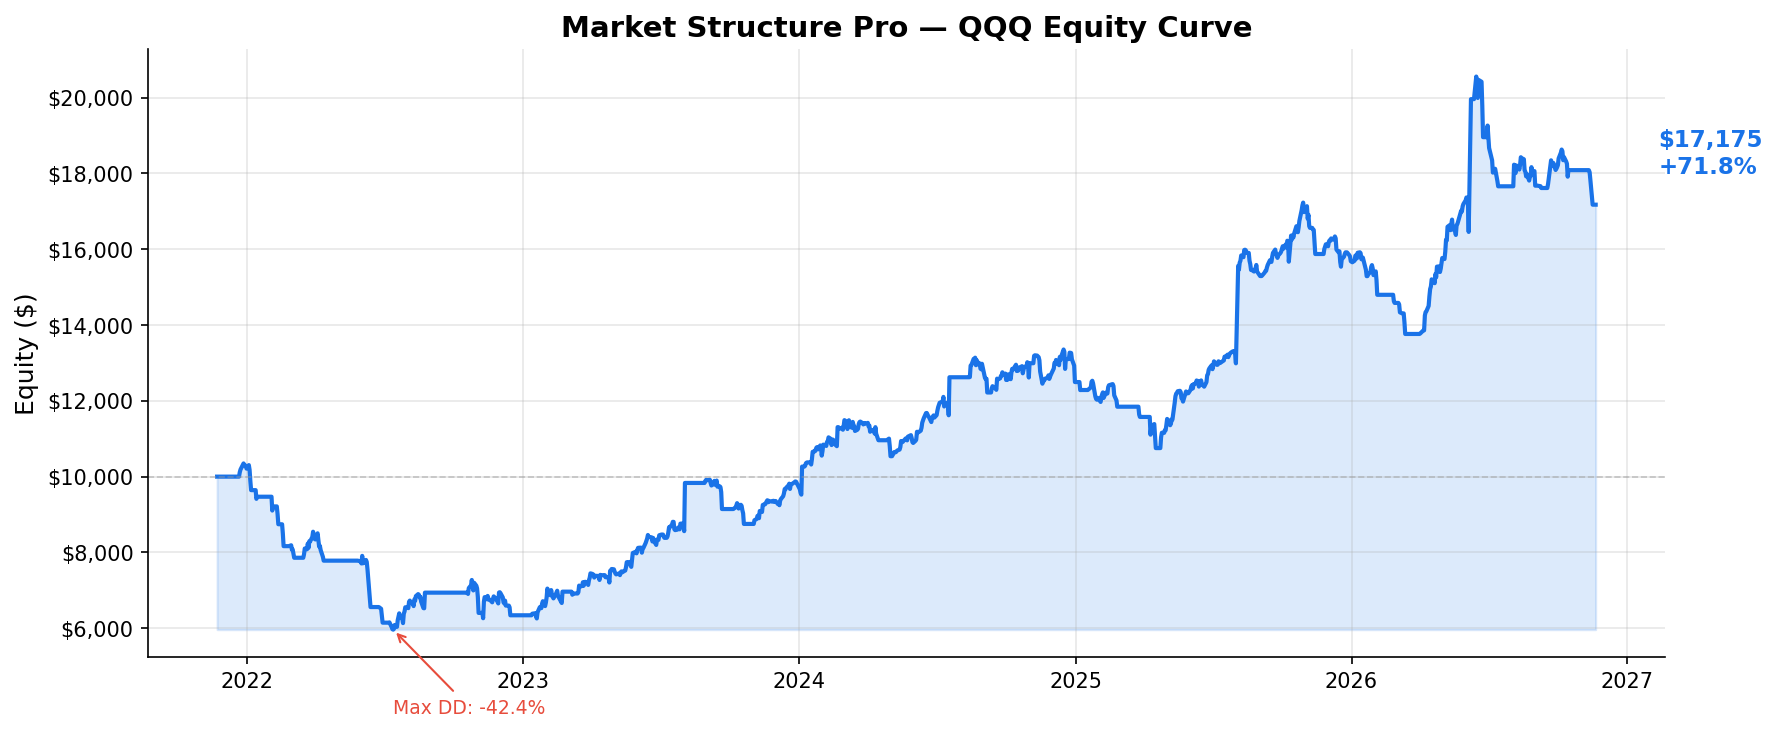 Market Structure Pro — QQQ Equity Curve
Equity ($)
$20,000
$18,000
$16,000
$14,000
$12,000
$10,000
$8,000
$6,000
$17,175
+71.8%
2022 2023 2024 2025 2026 2027
Max DD: -42.4%